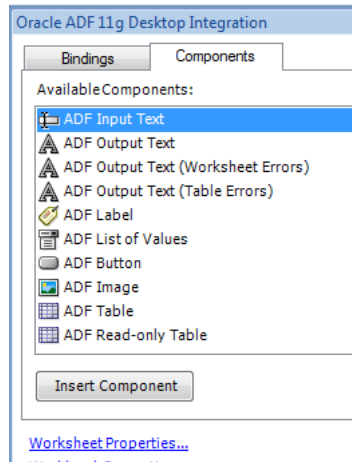 Oracle ADF 11g Desktop Integration
Bindings Components
Available Components:
ADF Input Text
ADF Output Text
ADF Output Text (Worksheet Errors)
ADF Output Text (Table Errors)
ADF Label
ADF List of Values
ADF Button
ADF Image
ADF Table
ADF Read-only Table
Insert Component
Worksheet Properties...